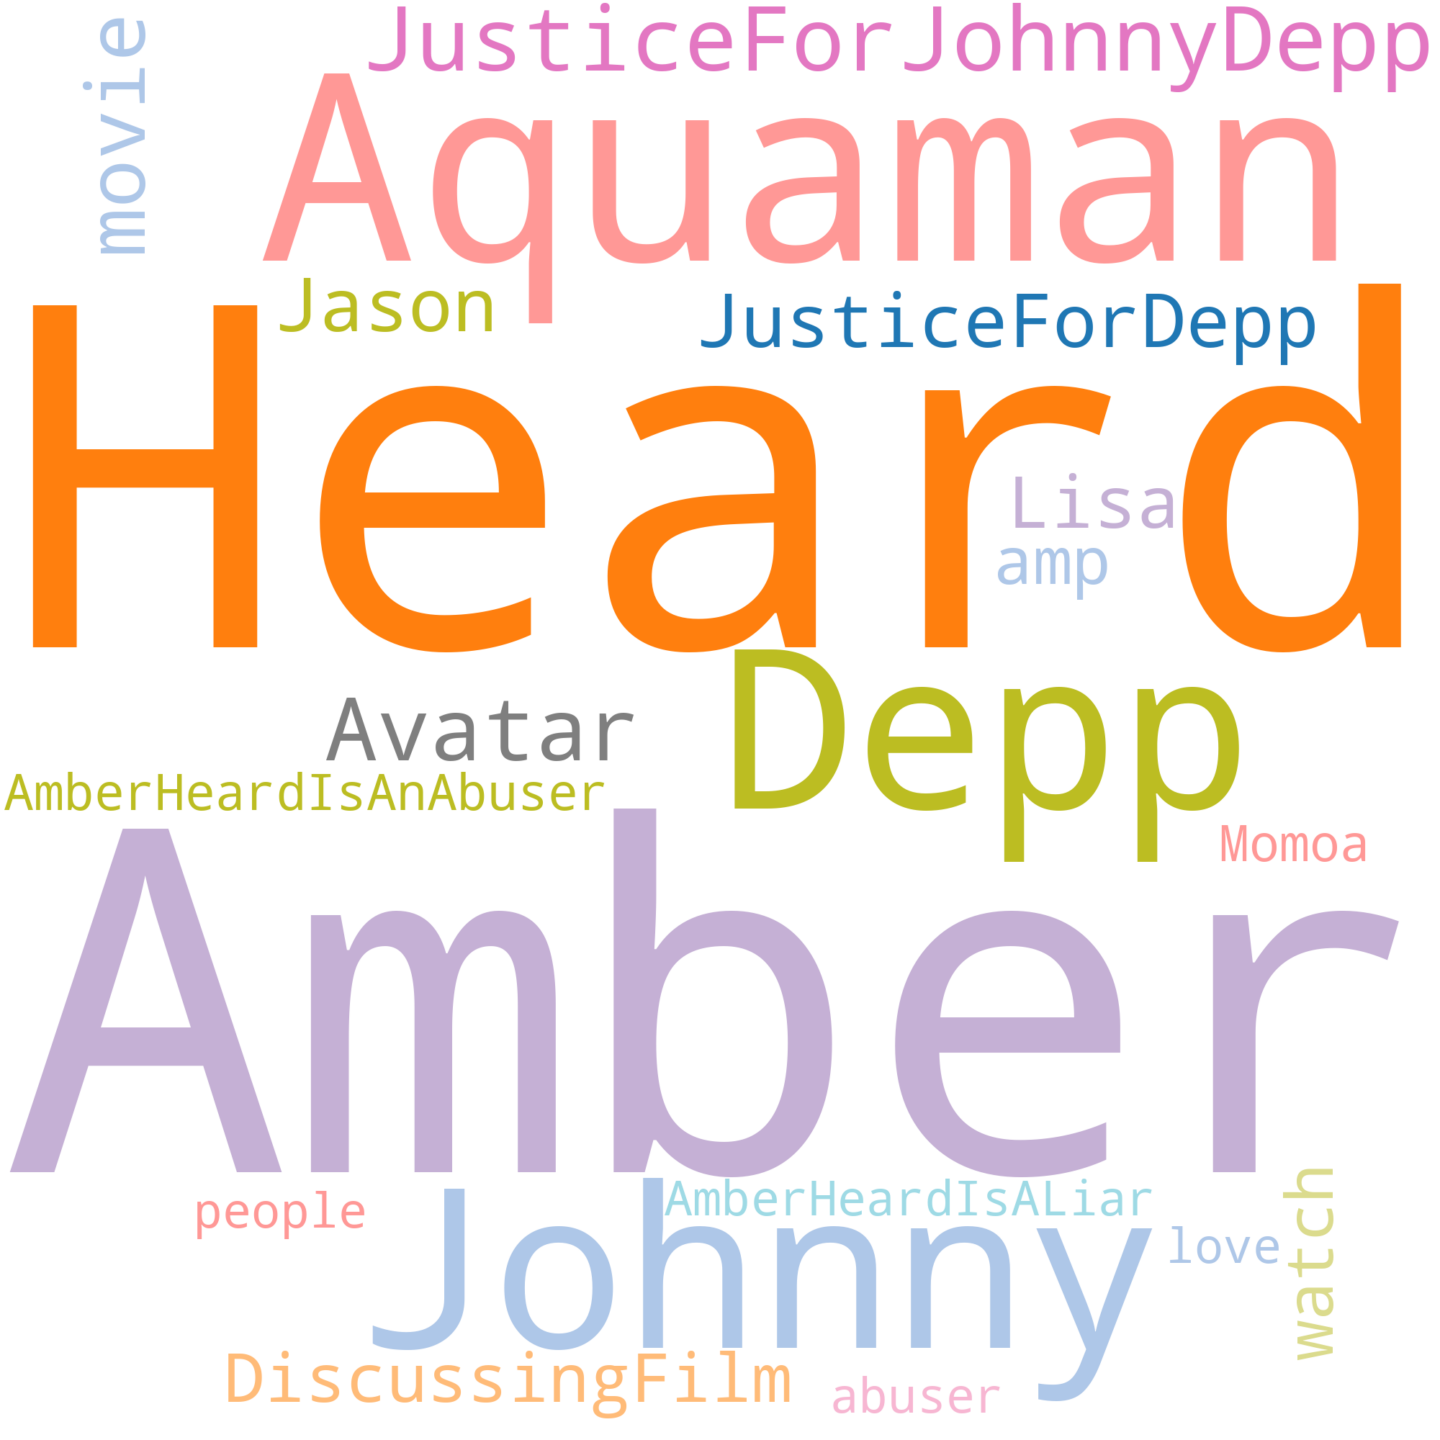 movie
JusticeForJohnnyDepp
Aquaman
Jason
JusticeForDepp
Heard
Lisa
amp
Depp
Avatar
AmberHeardIsAnAbuser
Momoa
Amber
people
AmberHeardIsALiar
Johnny
love
watch
DiscussingFilm
abuser